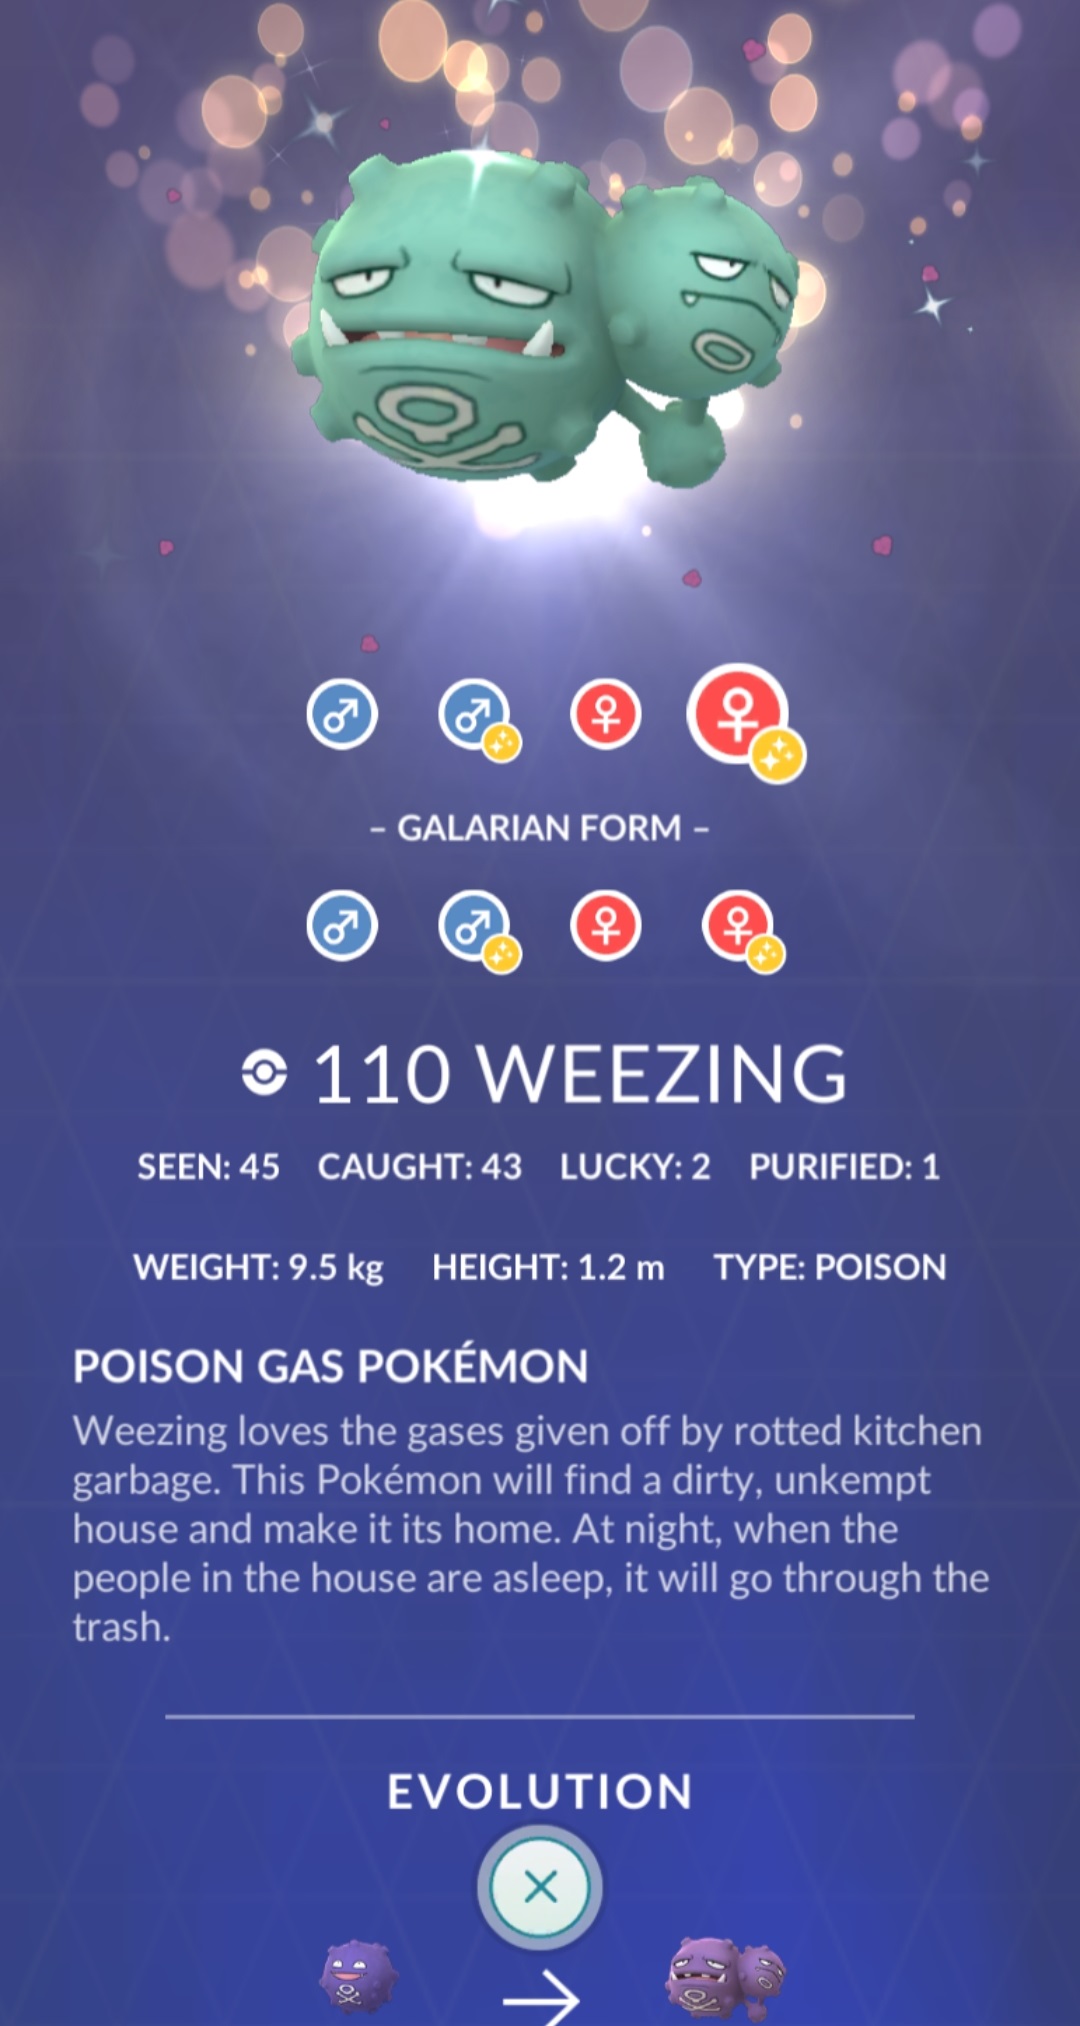 – GALARIAN FORM –
110 WEEZING
SEEN: 45 CAUGHT: 43 LUCKY: 2 PURIFIED: 1
WEIGHT: 9.5 kg HEIGHT: 1.2 m TYPE: POISON
POISON GAS POKÉMON
Weezing loves the gases given off by rotted kitchen
garbage. This Pokémon will find a dirty, unkempt
house and make it its home. At night, when the
people in the house are asleep, it will go through the
trash.
EVOLUTION